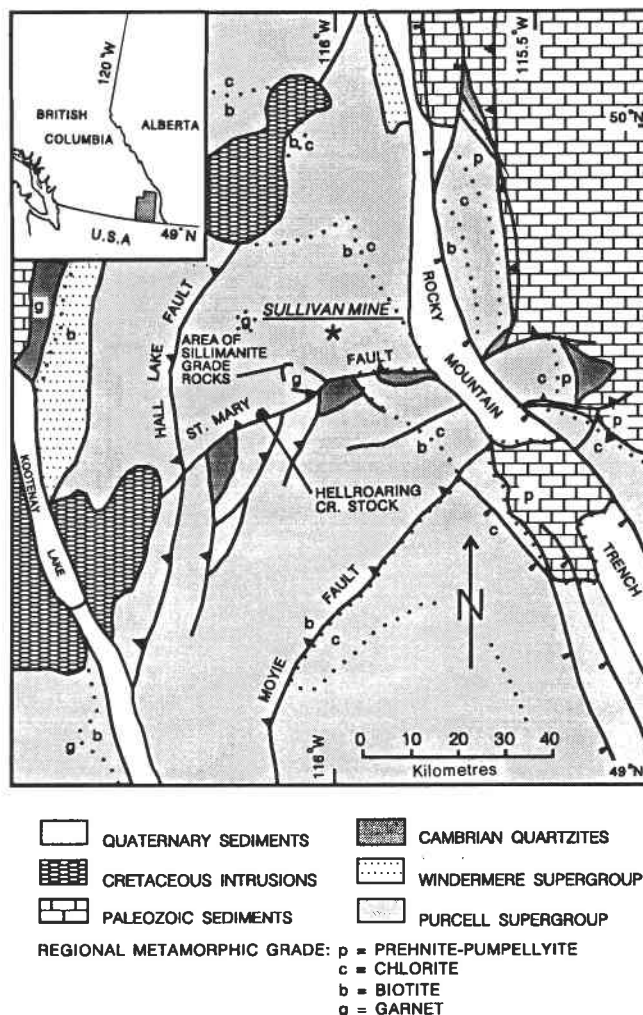 120°W
BRITISH
COLUMBIA
ALBERTA
U.S.A
49°N
116°W
115.5°W
50°N
c
b
b
c
p
c
b
b
c
g
b
g
SULLIVAN MINE
AREA OF
SILLIMANITE
GRADE
ROCKS
g
HALL LAKE FAULT
ST. MARY FAULT
ROCKY MOUNTAIN TRENCH
c
p
p
c
b
c
HELLROARING
CR. STOCK
p
c
KOOTENAY
LAKE
MOYIE FAULT
b
c
N
g
b
116°W
0 10 20 30 40
Kilometres
49°N
QUATERNARY SEDIMENTS
CRETACEOUS INTRUSIONS
PALEOZOIC SEDIMENTS
CAMBRIAN QUARTZITES
WINDERMERE SUPERGROUP
PURCELL SUPERGROUP
REGIONAL METAMORPHIC GRADE: p = PREHNITE-PUMPELLYITE
c = CHLORITE
b = BIOTITE
g = GARNET